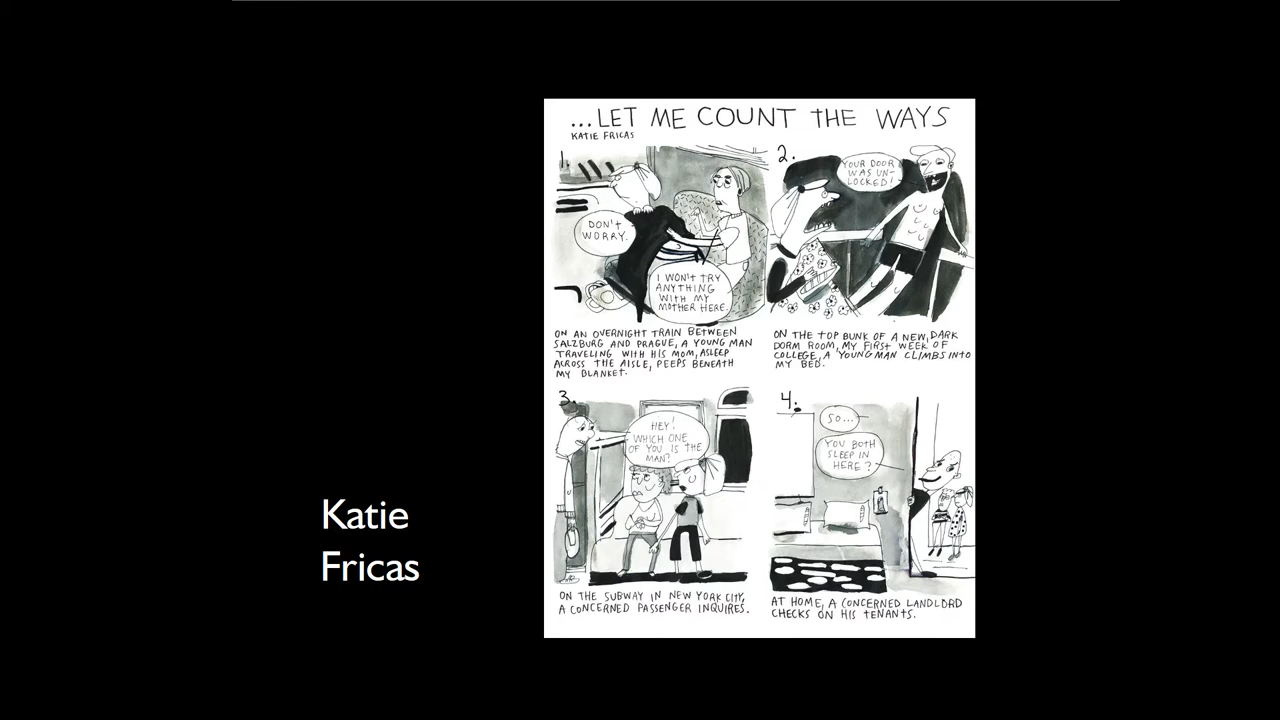 ...LET ME COUNT THE WAYS
KATIE FRICAS
1.
DON'T
WORRY.
I WON'T TRY
ANYTHING
WITH MY
MOTHER HERE.
ON AN OVERNIGHT TRAIN BETWEEN
SALZBURG AND PRAGUE, A YOUNG MAN
TRAVELING WITH HIS MOM, ASLEEP
ACROSS THE AISLE, PEEPS BENEATH
MY BLANKET.
2.
YOUR DOOR
WAS UN-
LOCKED!
ON THE TOP BUNK OF A NEW, DARK
DORM ROOM, MY FIRST WEEK OF
COLLEGE, A YOUNG MAN CLIMBS INTO
MY BED.
3.
HEY!
WHICH ONE
OF YOU IS THE
MAN?
ON THE SUBWAY IN NEW YORK CITY,
A CONCERNED PASSENGER INQUIRES.
4.
SO...
YOU BOTH
SLEEP IN
HERE?
AT HOME, A CONCERNED LANDLORD
CHECKS ON HIS TENANTS.
Katie
Fricas